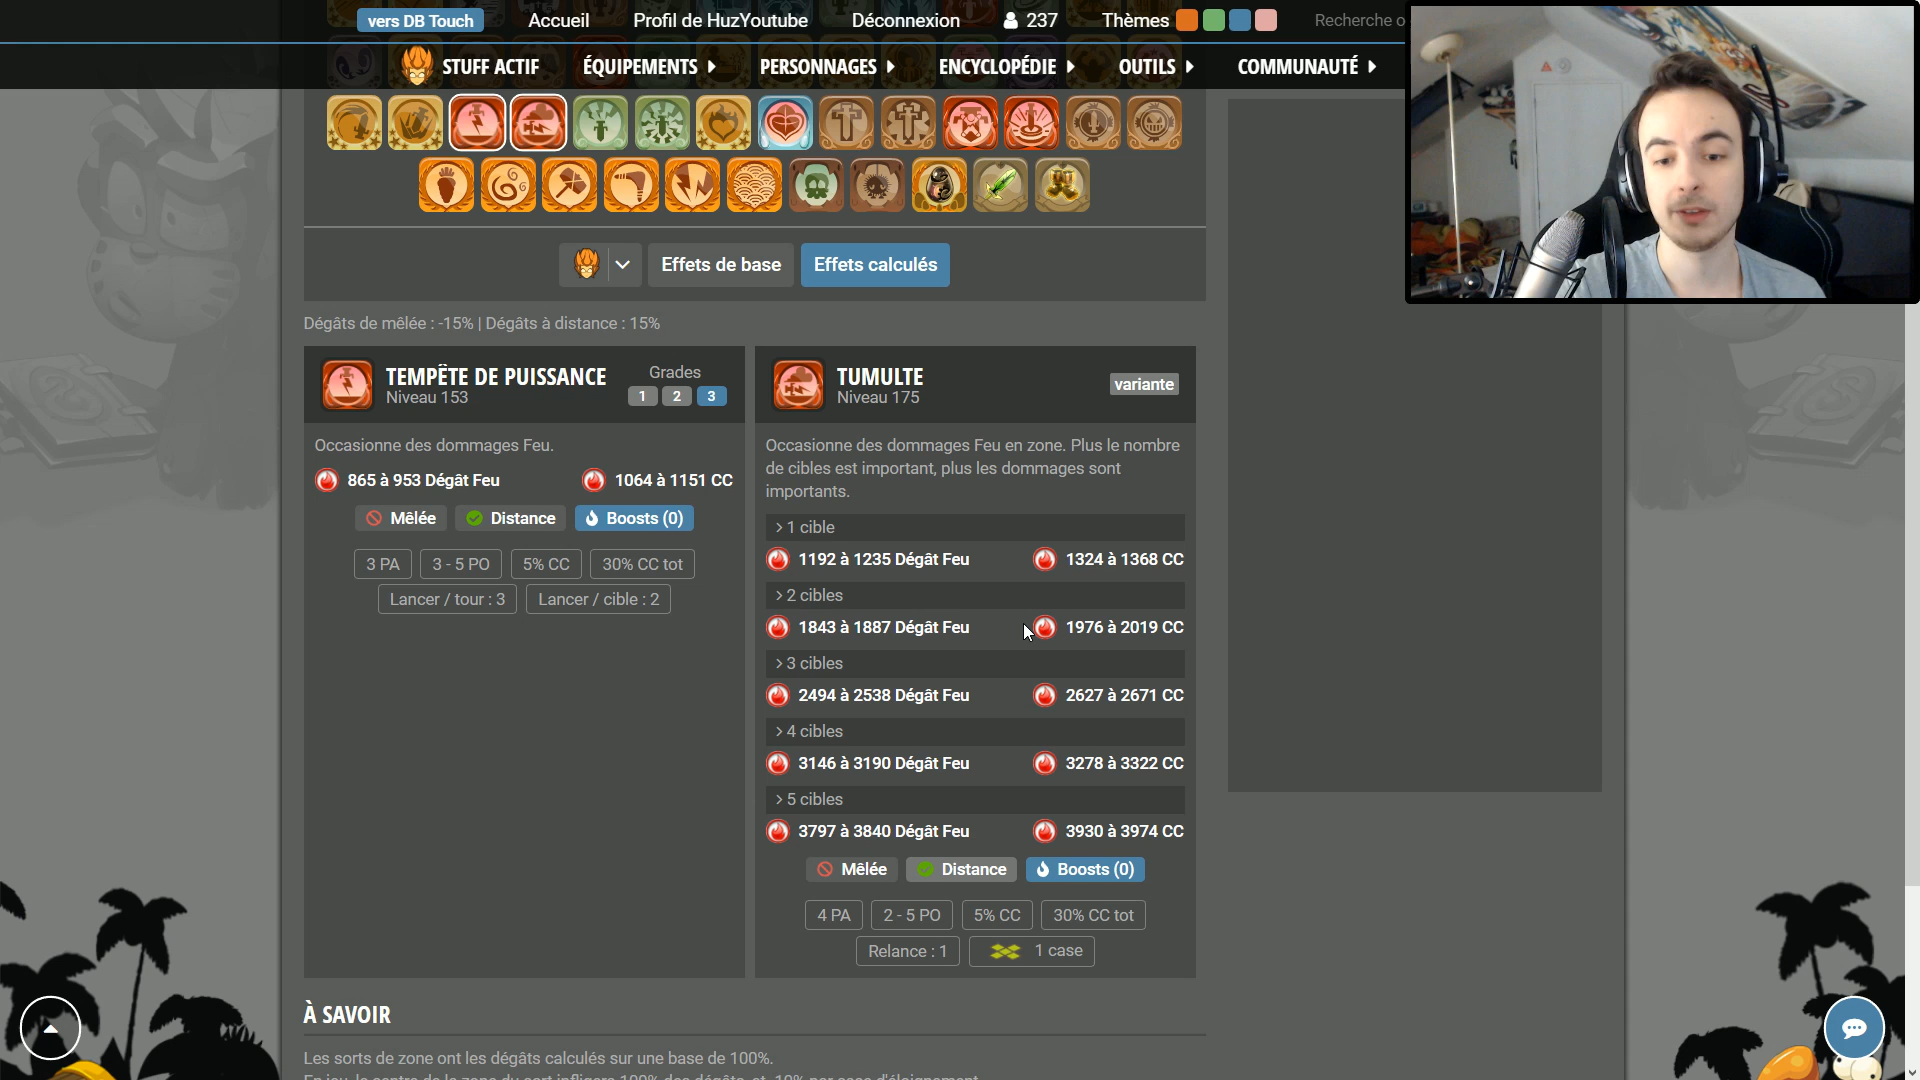 vers DB Touch Accueil Profil de HuzYoutube Déconnexion 237 Thèmes Recherche o
STUFF ACTIF ÉQUIPEMENTS PERSONNAGES ENCYCLOPÉDIE OUTILS COMMUNAUTÉ
Effets de base Effets calculés
Dégâts de mêlée : -15% | Dégâts à distance : 15%
TEMPÊTE DE PUISSANCE
Niveau 153
Grades
1 2 3
Occasionne des dommages Feu.
865 à 953 Dégât Feu 1064 à 1151 CC
Mêlée Distance Boosts (0)
3 PA 3 - 5 PO 5% CC 30% CC tot
Lancer / tour : 3 Lancer / cible : 2
TUMULTE
Niveau 175
variante
Occasionne des dommages Feu en zone. Plus le nombre
de cibles est important, plus les dommages sont
importants.
> 1 cible
1192 à 1235 Dégât Feu 1324 à 1368 CC
> 2 cibles
1843 à 1887 Dégât Feu 1976 à 2019 CC
> 3 cibles
2494 à 2538 Dégât Feu 2627 à 2671 CC
> 4 cibles
3146 à 3190 Dégât Feu 3278 à 3322 CC
> 5 cibles
3797 à 3840 Dégât Feu 3930 à 3974 CC
Mêlée Distance Boosts (0)
4 PA 2 - 5 PO 5% CC 30% CC tot
Relance : 1 1 case
À SAVOIR
Les sorts de zone ont les dégâts calculés sur une base de 100%.